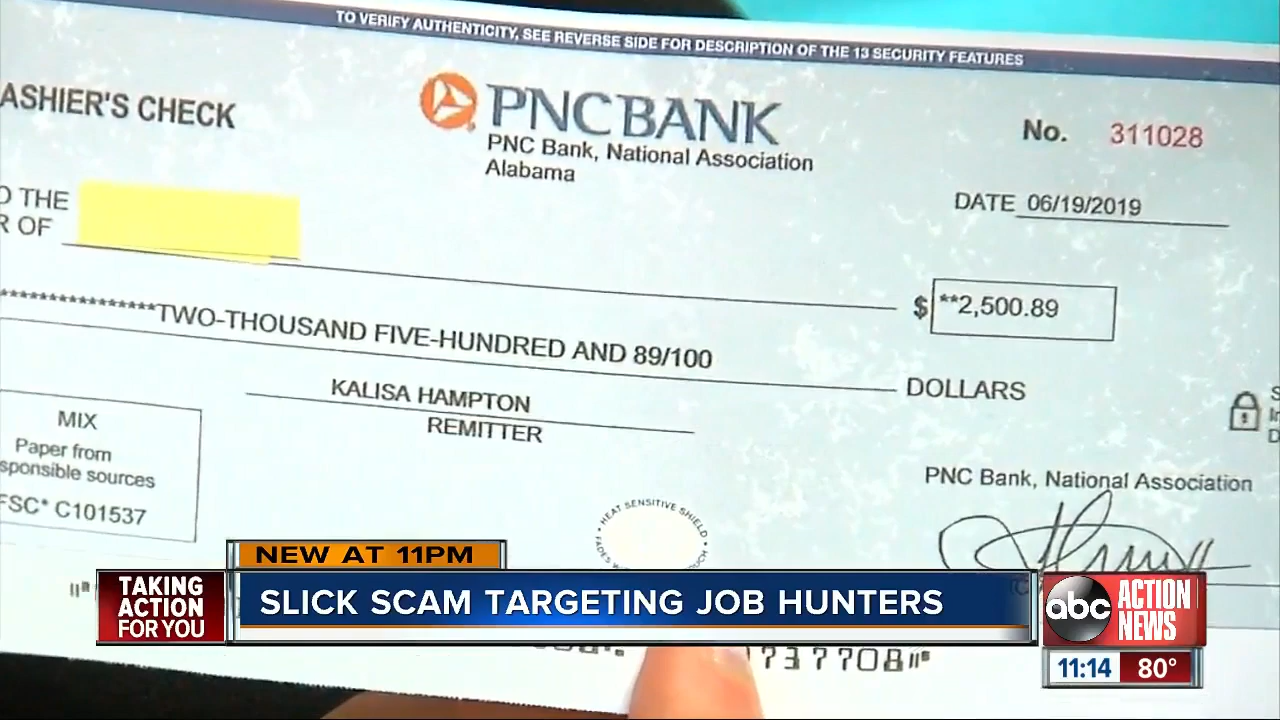 TO VERIFY AUTHENTICITY, SEE REVERSE SIDE FOR DESCRIPTION OF THE 13 SECURITY FEATURES
ASHIER'S CHECK
PNC BANK
PNC Bank, National Association
Alabama
No. 311028
DATE 06/19/2019
O THE
R OF
$ **2,500.89
****************TWO-THOUSAND FIVE-HUNDRED AND 89/100
DOLLARS
KALISA HAMPTON
REMITTER
MIX
Paper from
sponsible sources
FSC* C101537
PNC Bank, National Association
HEAT SENSITIVE SHIELD
NEW AT 11PM
TAKING
ACTION
FOR YOU
SLICK SCAM TARGETING JOB HUNTERS
abc ACTION
NEWS
11:14 80°
737708